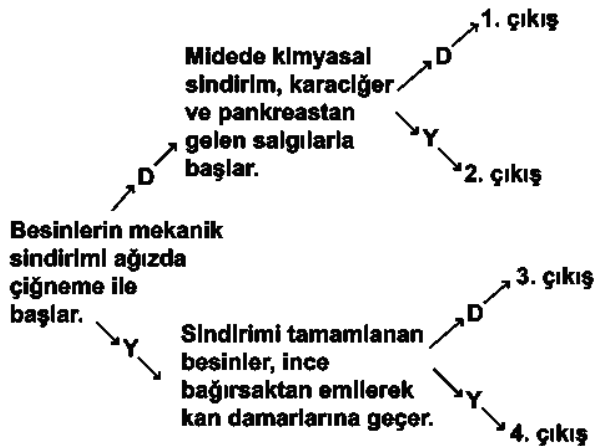 1. çıkış
Midede kimyasal
sindirim, karaciğer
ve pankreastan
gelen salgılarla
başlar.
D
Y
2. çıkış
D
Besinlerin mekanik
sindirimi ağızda
çiğneme ile
başlar.
Y
Sindirimi tamamlanan
besinler, ince
bağırsaktan emilerek
kan damarlarına geçer.
3. çıkış
D
Y
4. çıkış